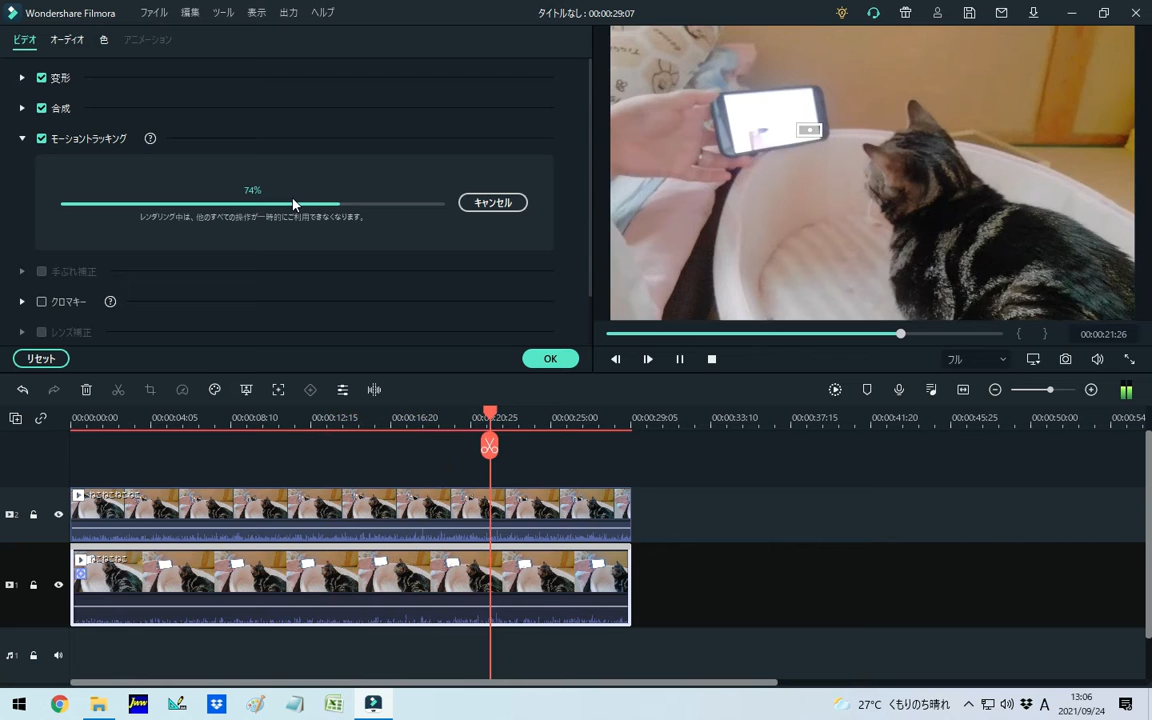 Wondershare Filmora ファイル 編集 ツール 表示 出力 ヘルプ タイトルなし : 00:00:29:07
ビデオ オーディオ 色 アニメーション
変形
合成
モーショントラッキング ?
74%
キャンセル
レンダリング中は、他のすべての操作が一時的にご利用できなくなります。
手ぶれ補正
クロマキー ?
レンズ補正
リセット OK
{ } 00:00:21:26
フル
00:00:00:00 00:00:04:05 00:00:08:10 00:00:12:15 00:00:16:20 00:00:20:25 00:00:25:00 00:00:29:05 00:00:33:10 00:00:37:15 00:00:41:20 00:00:45:25 00:00:50:00 00:00:54
2
1
1
27°C くもりのち晴れ A 13:06
2021/09/24
Jww